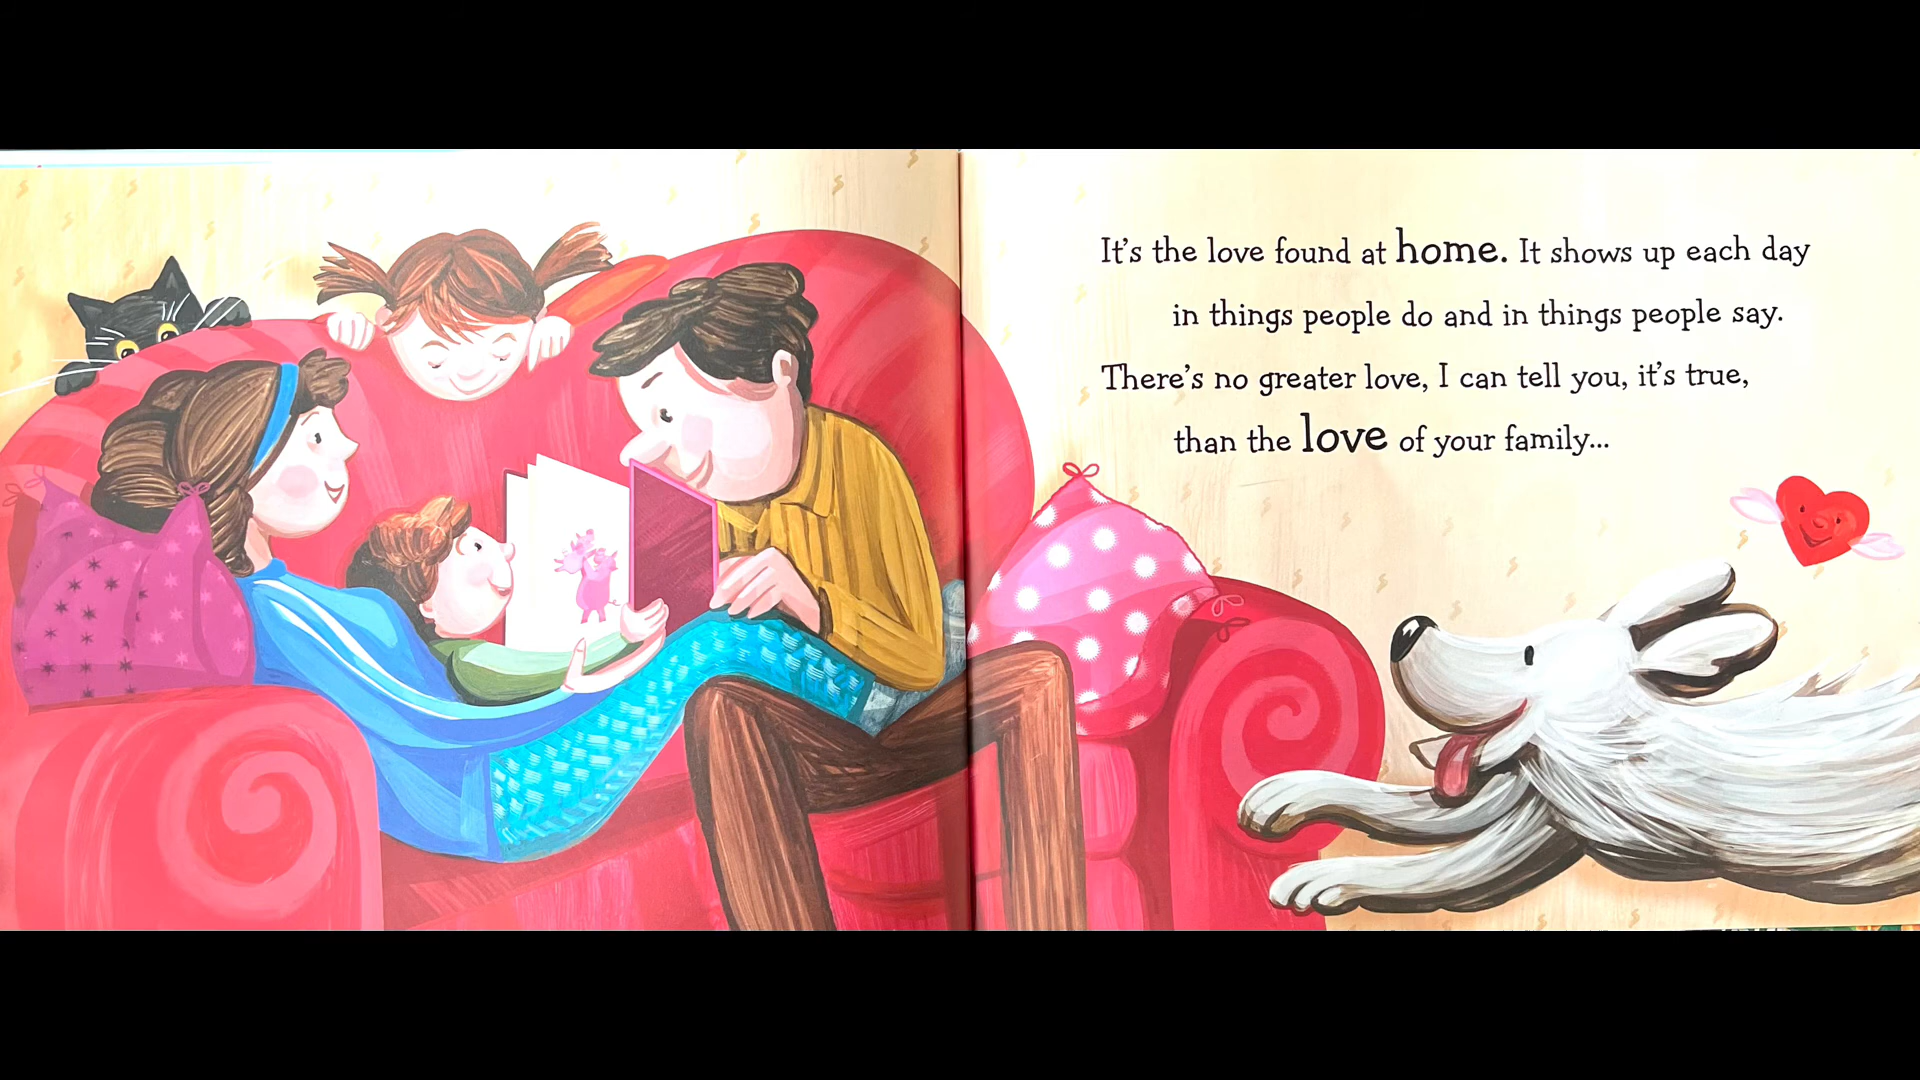 It's the love found at home. It shows up each day
in things people do and in things people say.
There's no greater love, I can tell you, it's true,
than the love of your family...